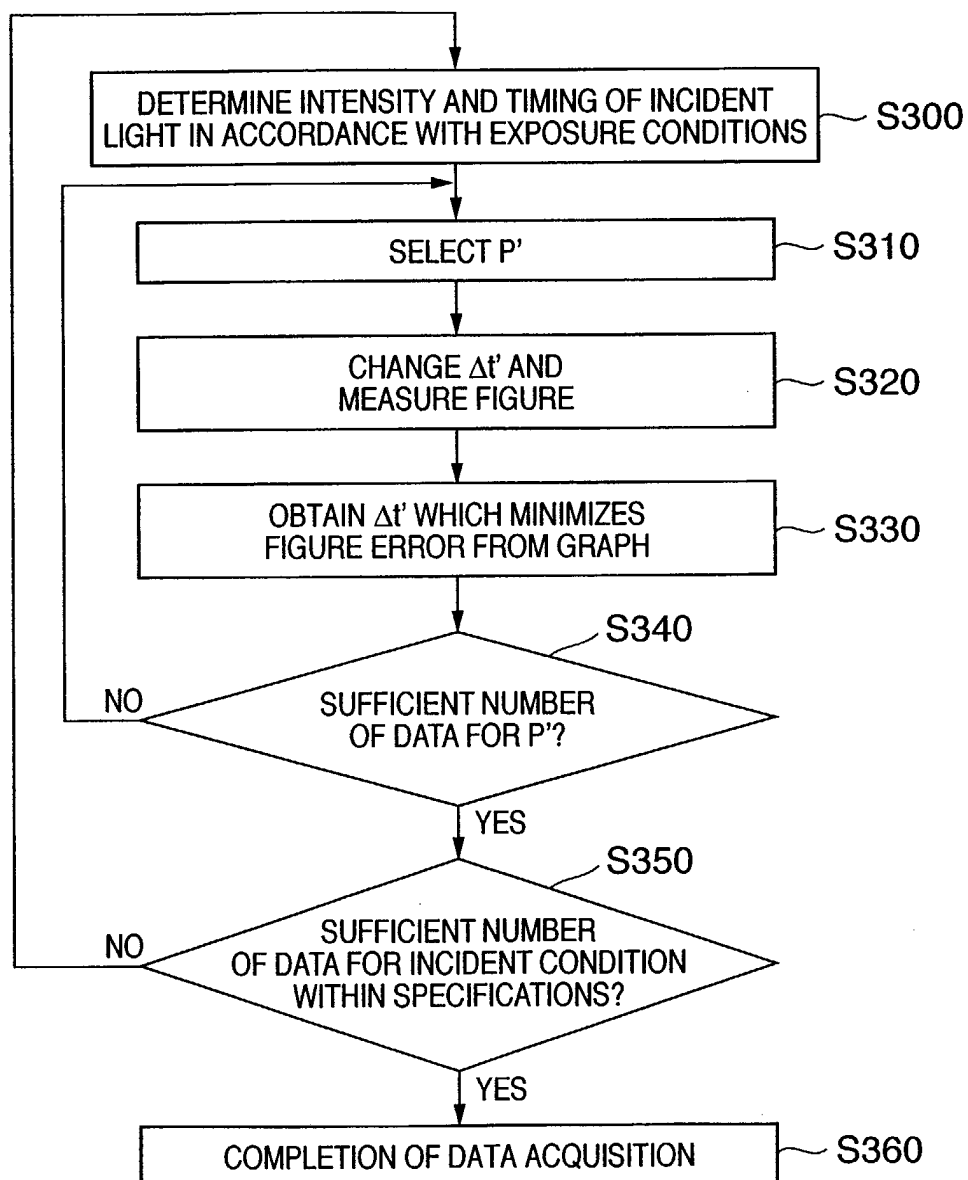 DETERMINE INTENSITY AND TIMING OF INCIDENT
LIGHT IN ACCORDANCE WITH EXPOSURE CONDITIONS
S300
SELECT P'
S310
CHANGE Δt' AND
MEASURE FIGURE
S320
OBTAIN Δt' WHICH MINIMIZES
FIGURE ERROR FROM GRAPH
S330
S340
NO
SUFFICIENT NUMBER
OF DATA FOR P'?
YES
S350
NO
SUFFICIENT NUMBER
OF DATA FOR INCIDENT CONDITION
WITHIN SPECIFICATIONS?
YES
COMPLETION OF DATA ACQUISITION
S360